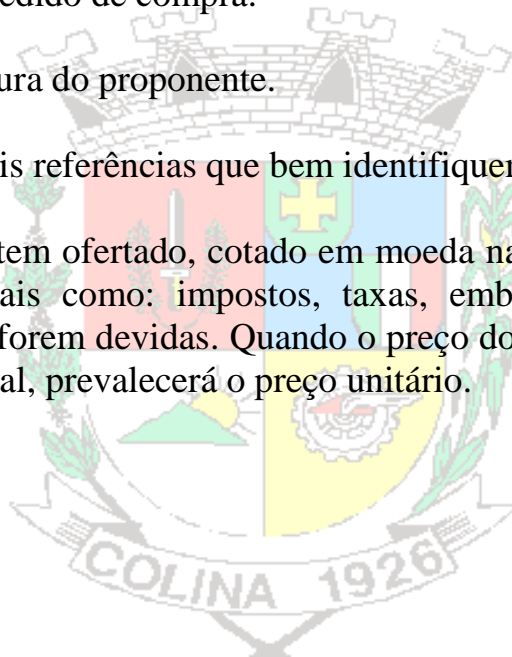 edido de compra.
ura do proponente.
is referências que bem identifiquem
tem ofertado, cotado em moeda na
ais como: impostos, taxas, emb
forem devidas. Quando o preço do
al, prevalecerá o preço unitário.
COLINA 1926